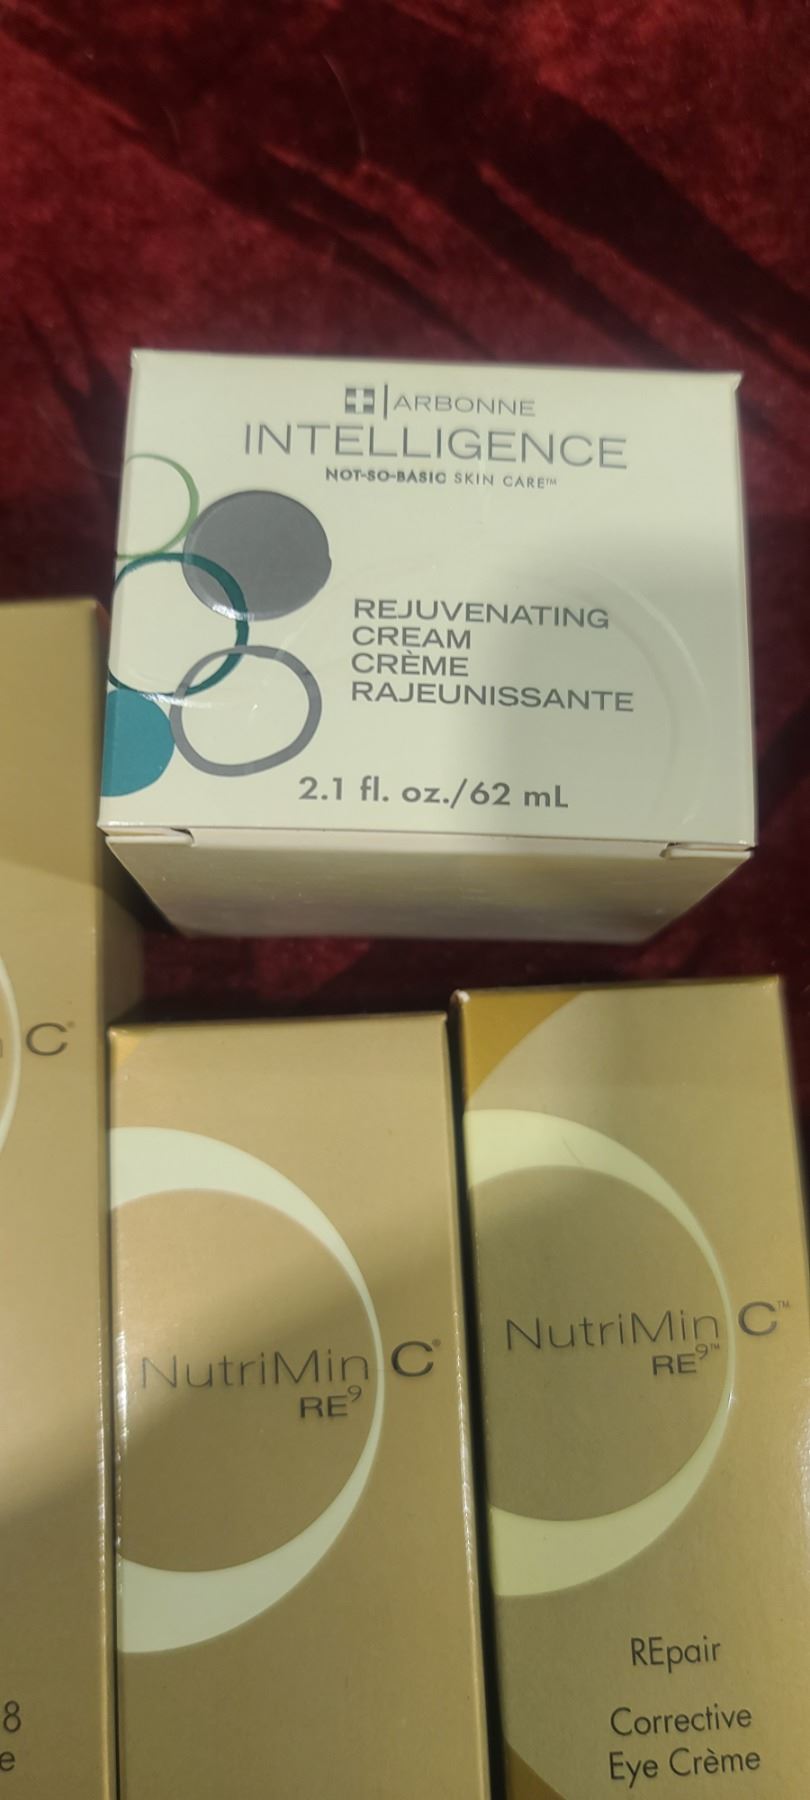 ARBONNE
INTELLIGENCE
NOT-SO-BASIC SKIN CARE™
REJUVENATING
CREAM
CRÈME
RAJEUNISSANTE
2.1 fl. oz./62 mL
C®
8
e
NutriMin C®
RE⁹
NutriMin C™
RE⁹™
REpair
Corrective
Eye Crème